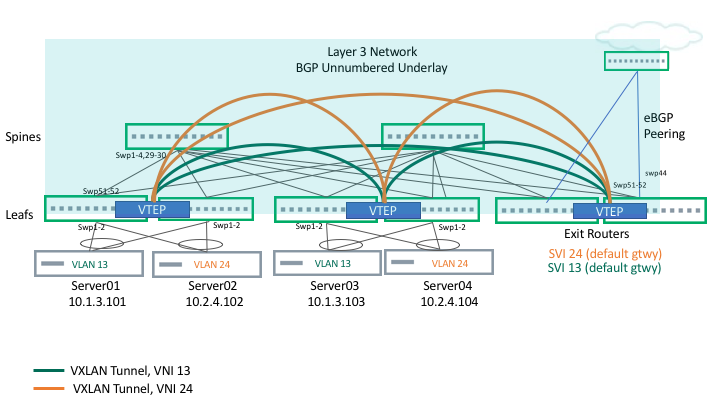 Layer 3 Network
BGP Unnumbered Underlay
eBGP
Peering
Spines
Swp1-4,29-30
swp44
Swp51-52
Swp51-52
Leafs
VTEP
VTEP
VTEP
Swp1-2
Swp1-2
Swp1-2
Swp1-2
Exit Routers
SVI 24 (default gtwy)
SVI 13 (default gtwy)
VLAN 13
VLAN 24
VLAN 13
VLAN 24
Server01
10.1.3.101
Server02
10.2.4.102
Server03
10.1.3.103
Server04
10.2.4.104
VXLAN Tunnel, VNI 13
VXLAN Tunnel, VNI 24